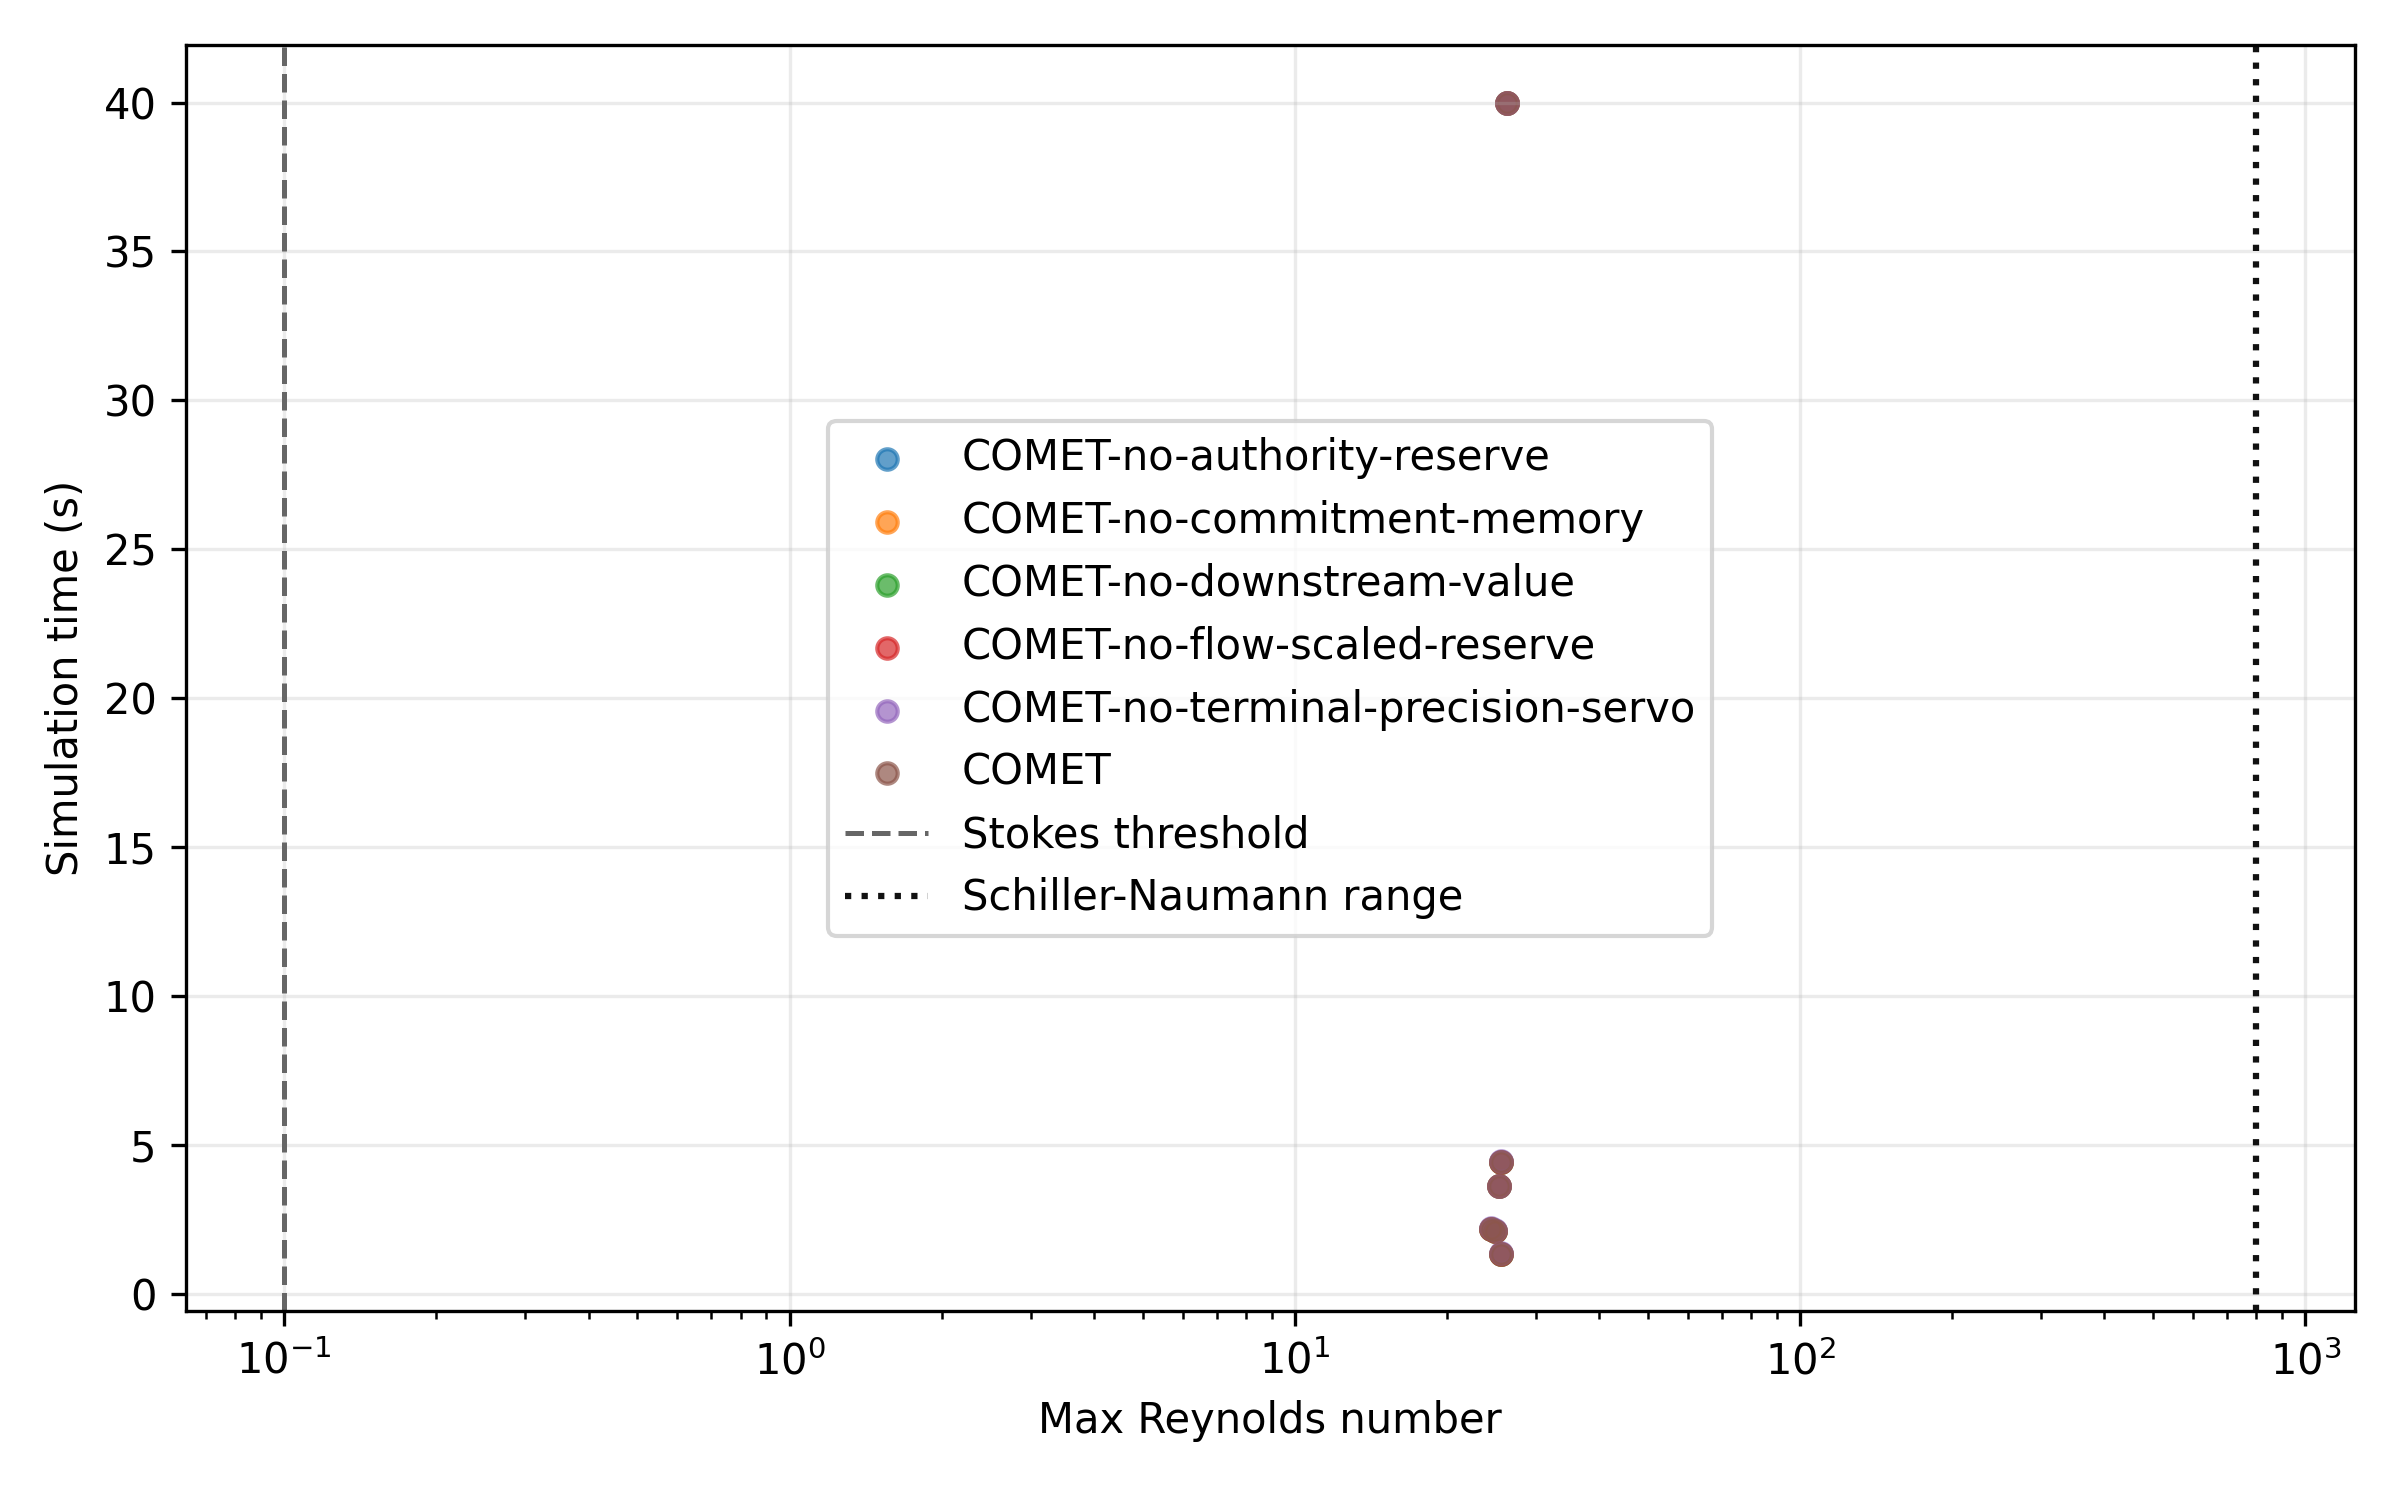 40
35
30
25
20
15
10
5
0
Simulation time (s)
COMET-no-authority-reserve
COMET-no-commitment-memory
COMET-no-downstream-value
COMET-no-flow-scaled-reserve
COMET-no-terminal-precision-servo
COMET
Stokes threshold
Schiller-Naumann range
10⁻¹ 10⁰ 10¹ 10² 10³
Max Reynolds number